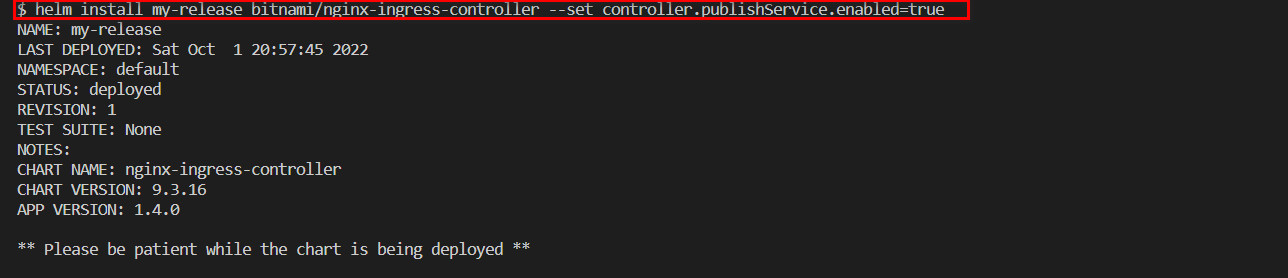 $ helm install my-release bitnami/nginx-ingress-controller --set controller.publishService.enabled=true
NAME: my-release
LAST DEPLOYED: Sat Oct  1 20:57:45 2022
NAMESPACE: default
STATUS: deployed
REVISION: 1
TEST SUITE: None
NOTES:
CHART NAME: nginx-ingress-controller
CHART VERSION: 9.3.16
APP VERSION: 1.4.0
** Please be patient while the chart is being deployed **